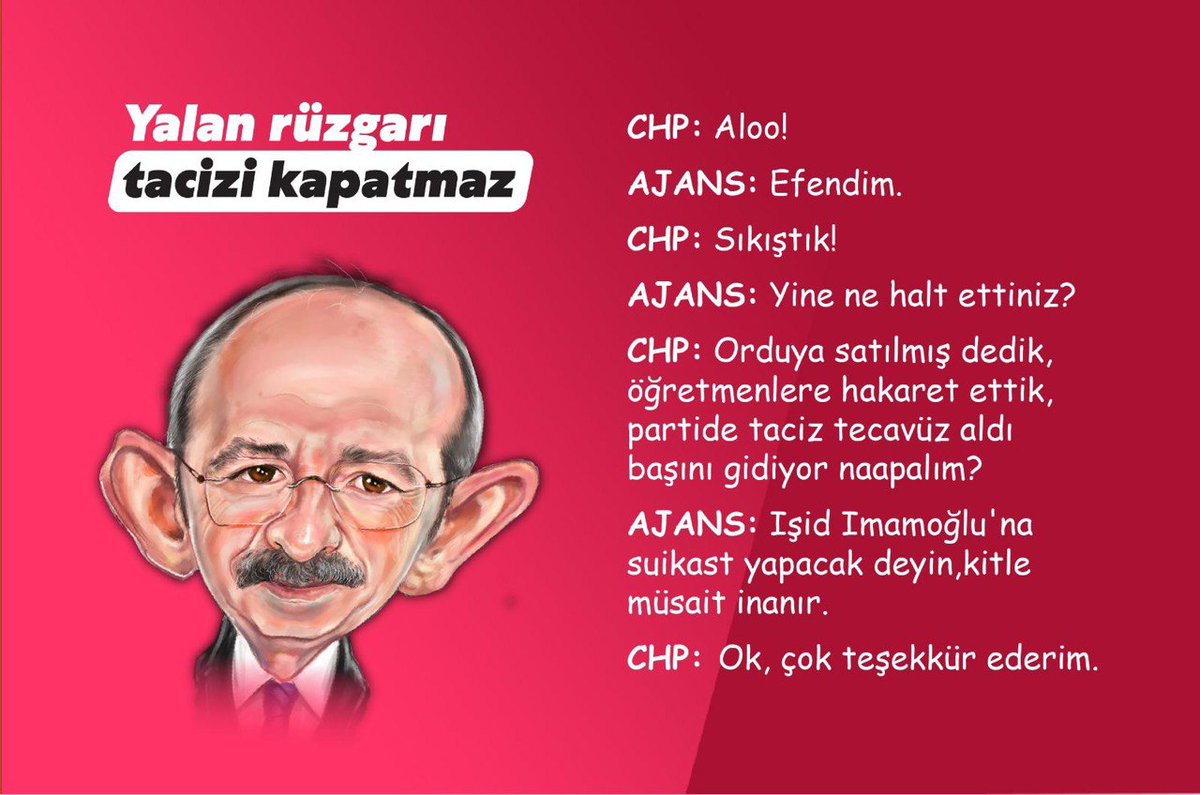 Yalan rüzgarı
tacizi kapatmaz
CHP: Aloo!
AJANS: Efendim.
CHP: Sıkıştık!
AJANS: Yine ne halt ettiniz?
CHP: Orduya satılmış dedik,
öğretmenlere hakaret ettik,
partide taciz tecavüz aldı
başını gidiyor naapalım?
AJANS: Işid Imamoğlu'na
suikast yapacak deyin,kitle
müsait inanır.
CHP: Ok, çok teşekkür ederim.